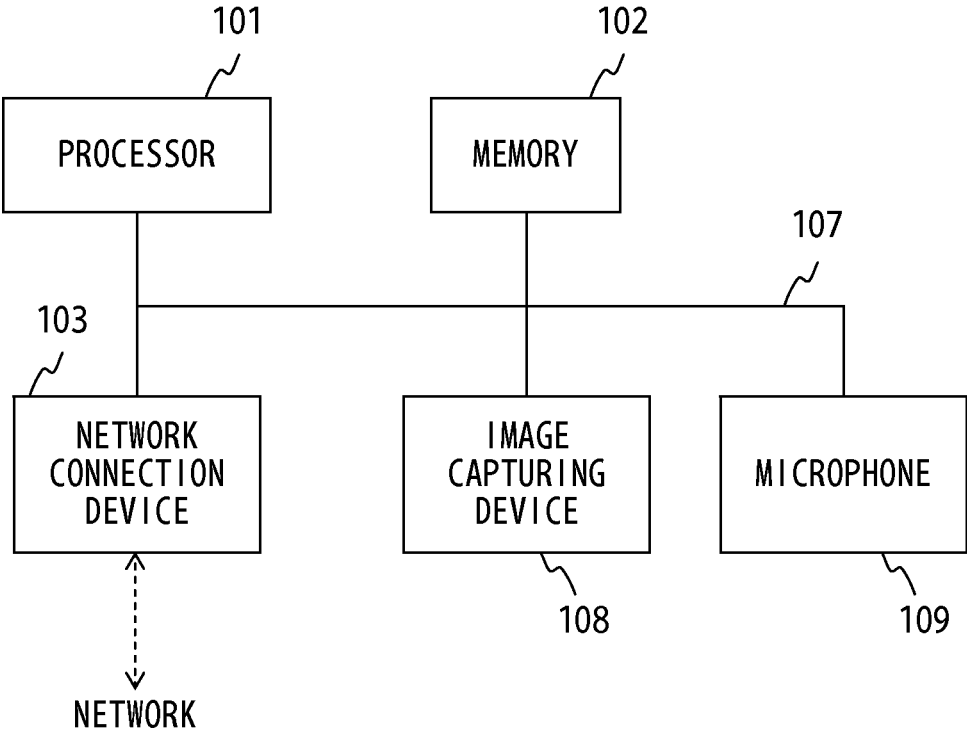 101
102
PROCESSOR
MEMORY
107
103
NETWORK
CONNECTION
DEVICE
IMAGE
CAPTURING
DEVICE
MICROPHONE
108
109
NETWORK